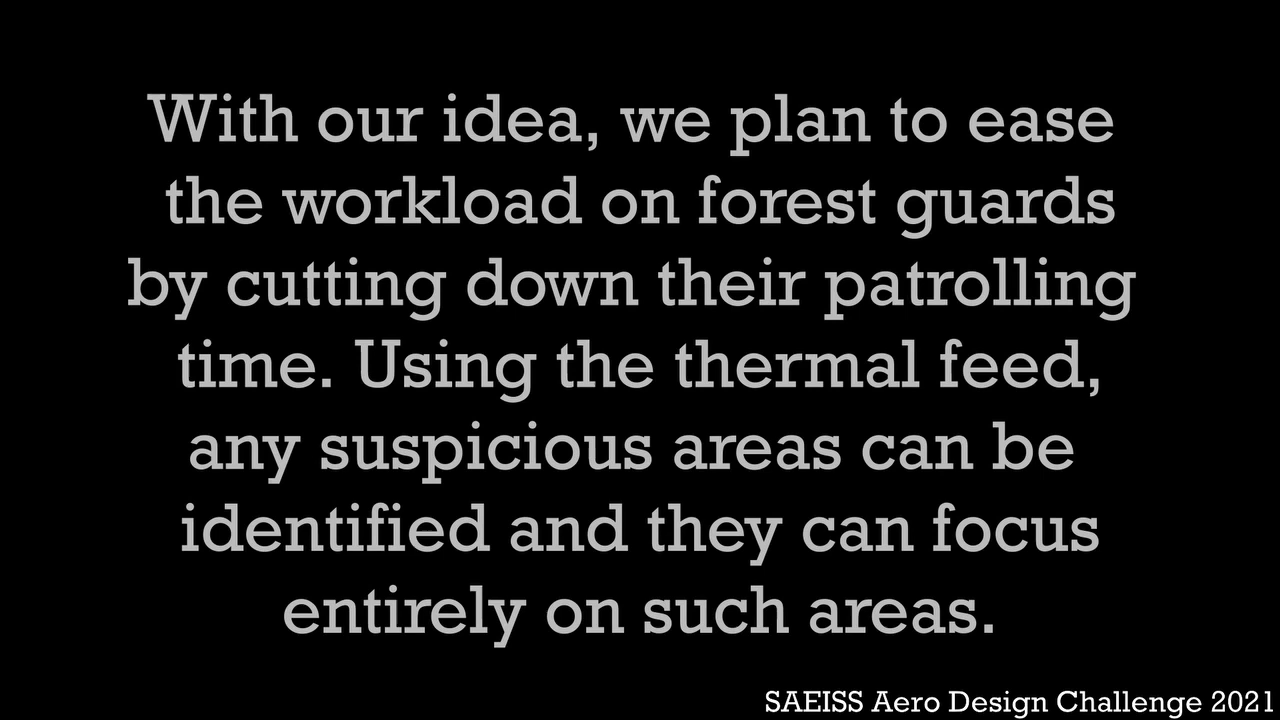 With our idea, we plan to ease
the workload on forest guards
by cutting down their patrolling
time. Using the thermal feed,
any suspicious areas can be
identified and they can focus
entirely on such areas.
SAEISS Aero Design Challenge 2021